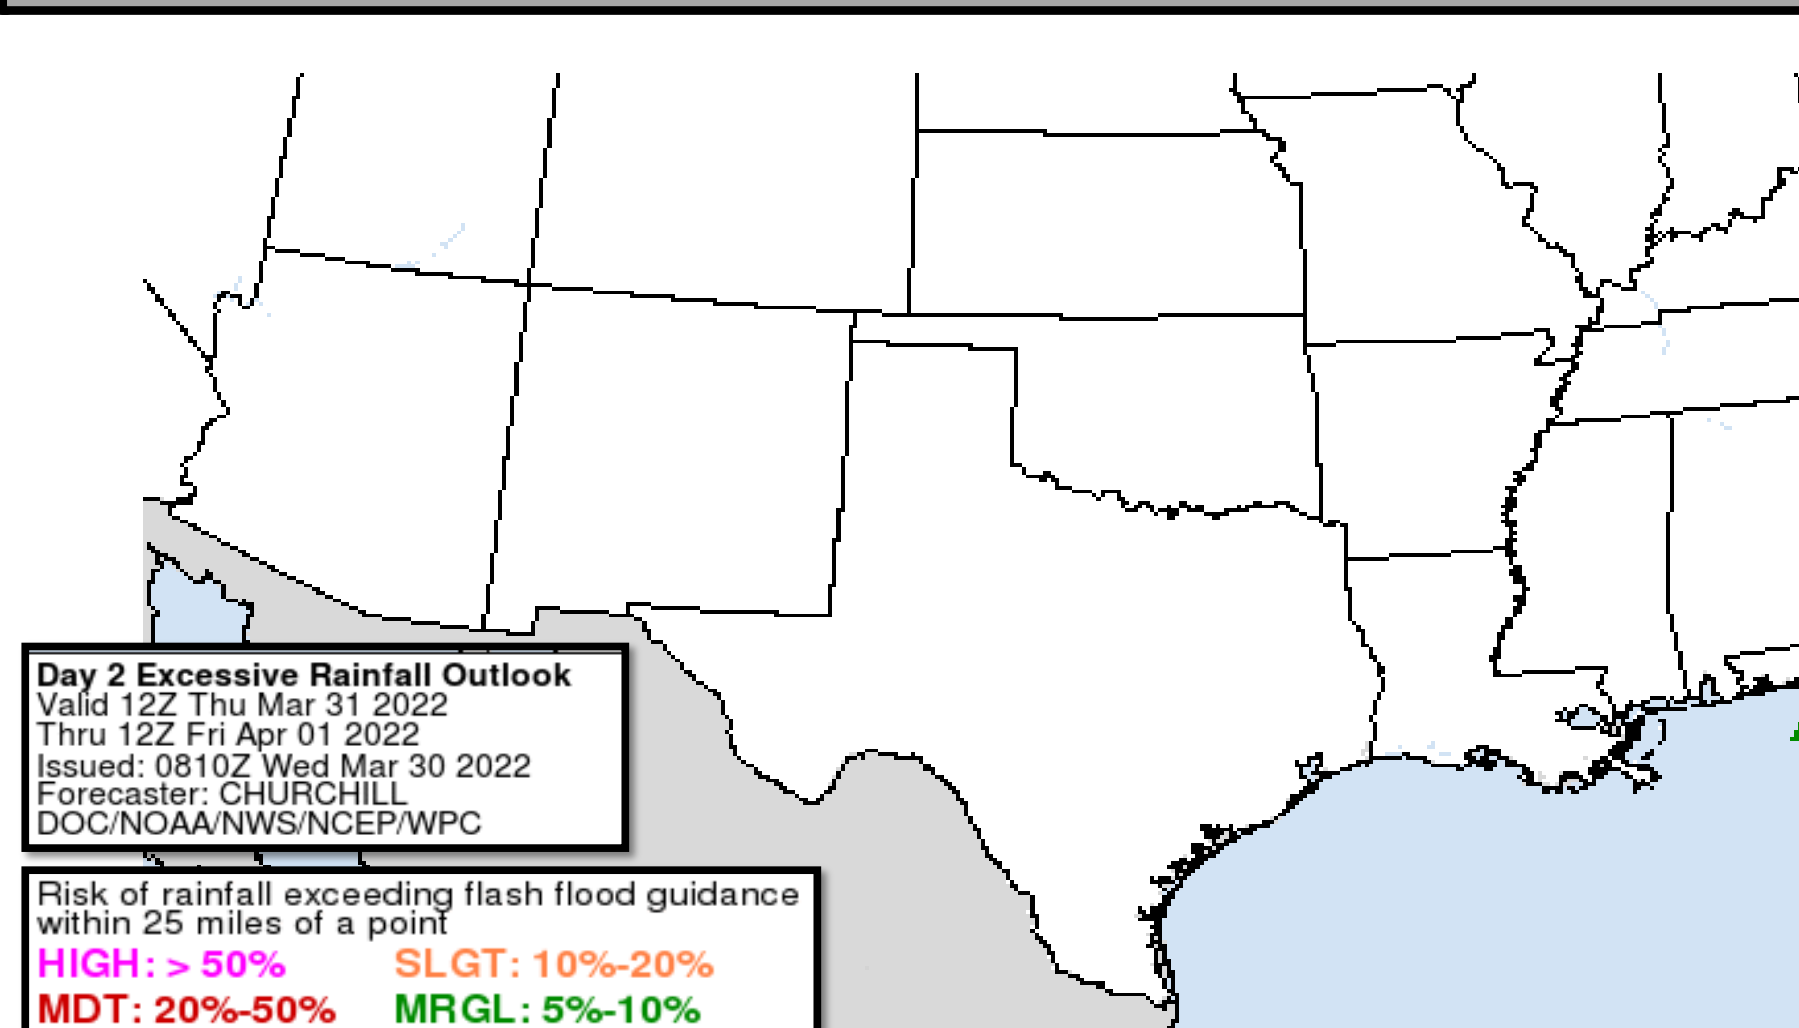 Day 2 Excessive Rainfall Outlook
Valid 12Z Thu Mar 31 2022
Thru 12Z Fri Apr 01 2022
Issued: 0810Z Wed Mar 30 2022
Forecaster: CHURCHILL
DOC/NOAA/NWS/NCEP/WPC
Risk of rainfall exceeding flash flood guidance
within 25 miles of a point
HIGH: > 50% SLGT: 10%-20%
MDT: 20%-50% MRGL: 5%-10%